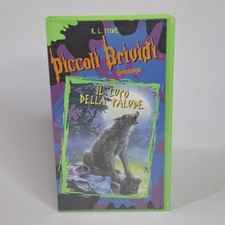 R. L. STINE
Piccoli Brividi
Goosebumps
IL LUPO
DELLA PALUDE